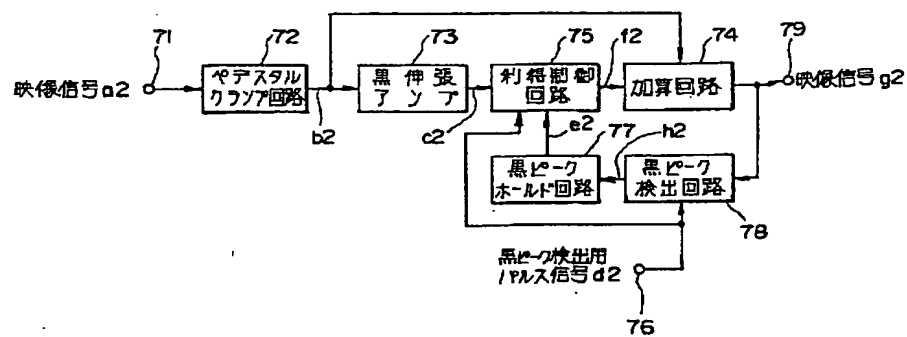 71
72
73
75
f2
74
79
映像信号a2
ペデスタル
クランプ回路
b2
黒伸張
アンプ
c2
利得制御
回路
加算回路
映像信号g2
e2
77
h2
黒ピーク
ホールド回路
黒ピーク
検出回路
78
黒ピーク検出用
パルス信号d2
76